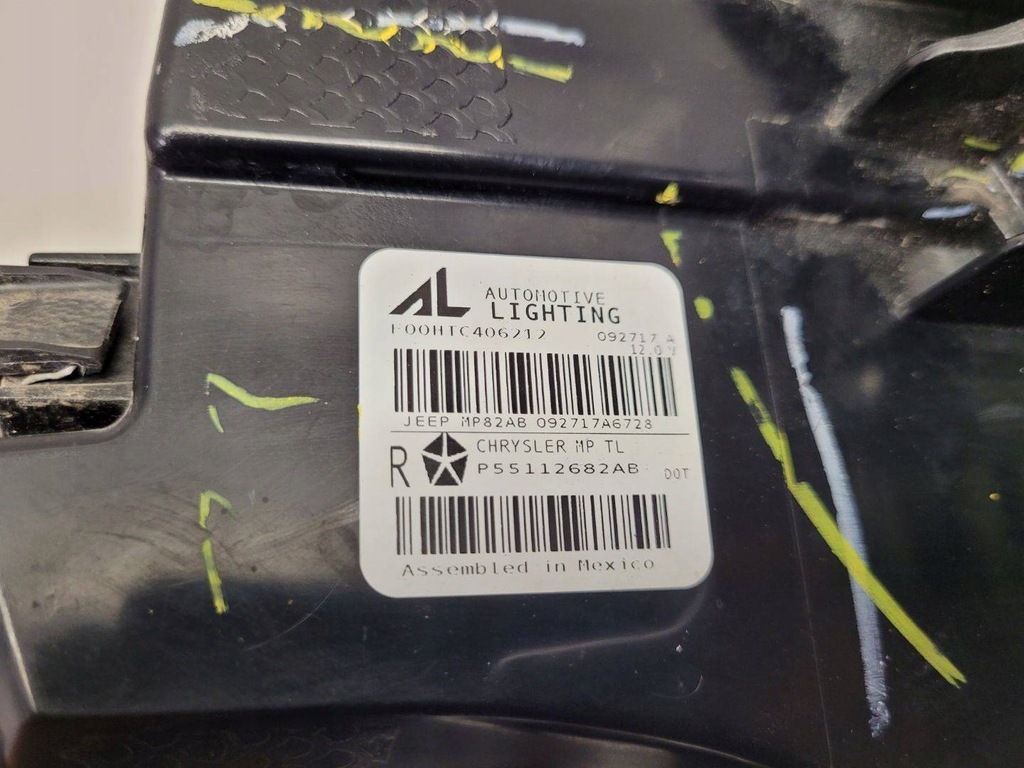 AL AUTOMOTIVE
LIGHTING
F00HTC406212 092717 A
12.0 V
JEEP MP82AB 092717A6728
R CHRYSLER MP TL
P55112682AB DOT
Assembled in Mexico